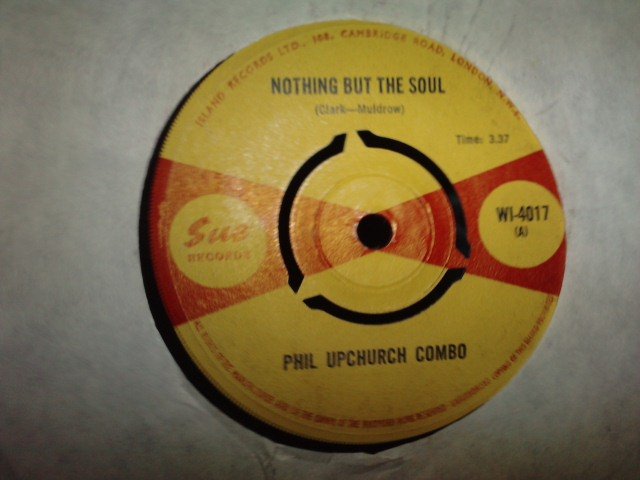 ISLAND RECORDS LTD., 108, CAMBRIDGE ROAD, LONDON, N.W.6
NOTHING BUT THE SOUL
(Clark—Muldrow)
Time: 3.37
Sue
RECORDS
WI-4017
(A)
PHIL UPCHURCH COMBO